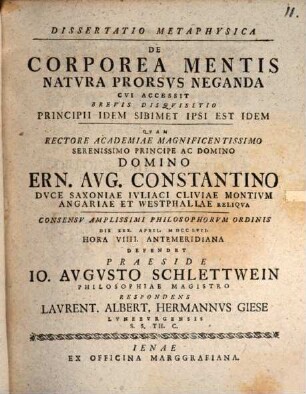 11.
DISSERTATIO METAPHYSICA
DE
CORPOREA MENTIS
NATVRA PRORSVS NEGANDA
CVI ACCESSIT
BREVIS DISQVISITIO
PRINCIPII IDEM SIBIMET IPSI EST IDEM
QVAM
RECTORE ACADEMIAE MAGNIFICENTISSIMO
SERENISSIMO PRINCIPE AC DOMINO
DOMINO
ERN. AVG. CONSTANTINO
DVCE SAXONIAE IVLIACI CLIVIAE MONTIVM
ANGARIAE ET WESTPHALIAE RELIQVA
CONSENSV AMPLISSIMI PHILOSOPHORVM ORDINIS
DIE XXX. APRIL. MDCCLVII.
HORA VIIII. ANTEMERIDIANA
DEFENDET
PRAESIDE
IO. AVGVSTO SCHLETTWEIN
PHILOSOPHIAE MAGISTRO
RESPONDENS
LAVRENT. ALBERT. HERMANNVS GIESE
LVNEBVRGENSIS
S. S. TH. C.
IENAE
EX OFFICINA MARGGRAFIANA.